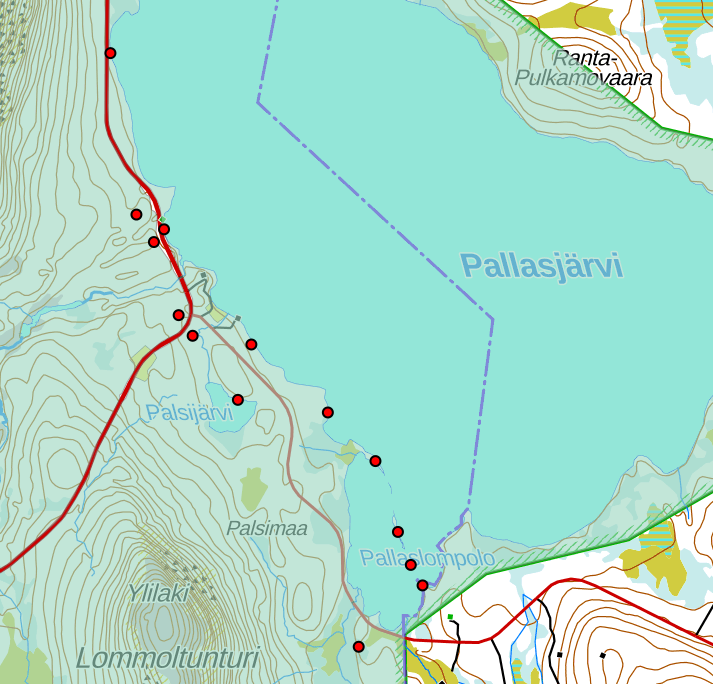 Ranta-
Pulkamovaara
Pallasjärvi
Palsijärvi
Palsimaa
Pallaslompolo
Ylilaki
Lommoltunturi